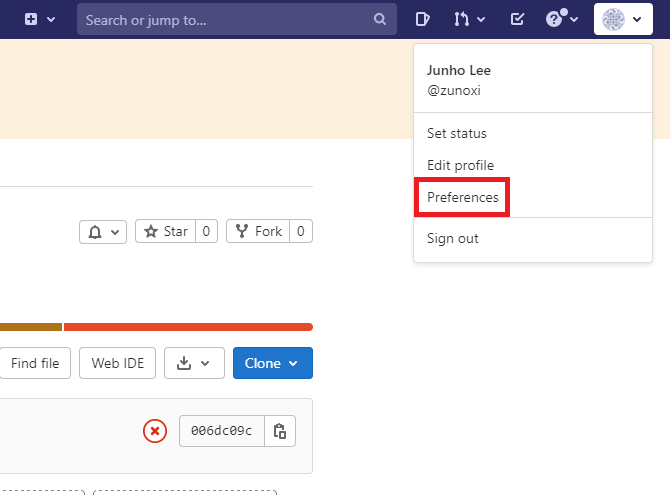 Search or jump to...
Junho Lee
@zunoxi
Set status
Edit profile
Preferences
Sign out
Star 0 Fork 0
Find file Web IDE Clone
006dc09c